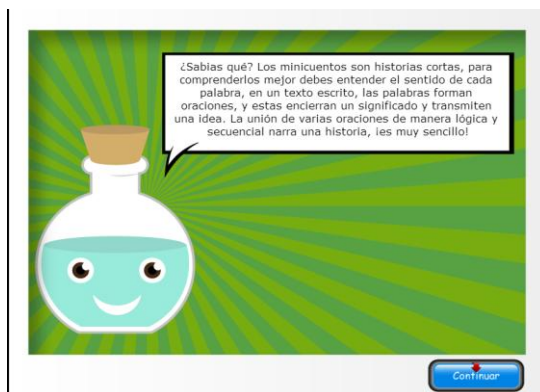 ¿Sabias qué? Los minicuentos son historias cortas, para
comprenderlos mejor debes entender el sentido de cada
palabra, en un texto escrito, las palabras forman
oraciones, y estas encierran un significado y transmiten
una idea. La unión de varias oraciones de manera lógica y
secuencial narra una historia, ¡es muy sencillo!
Continuar